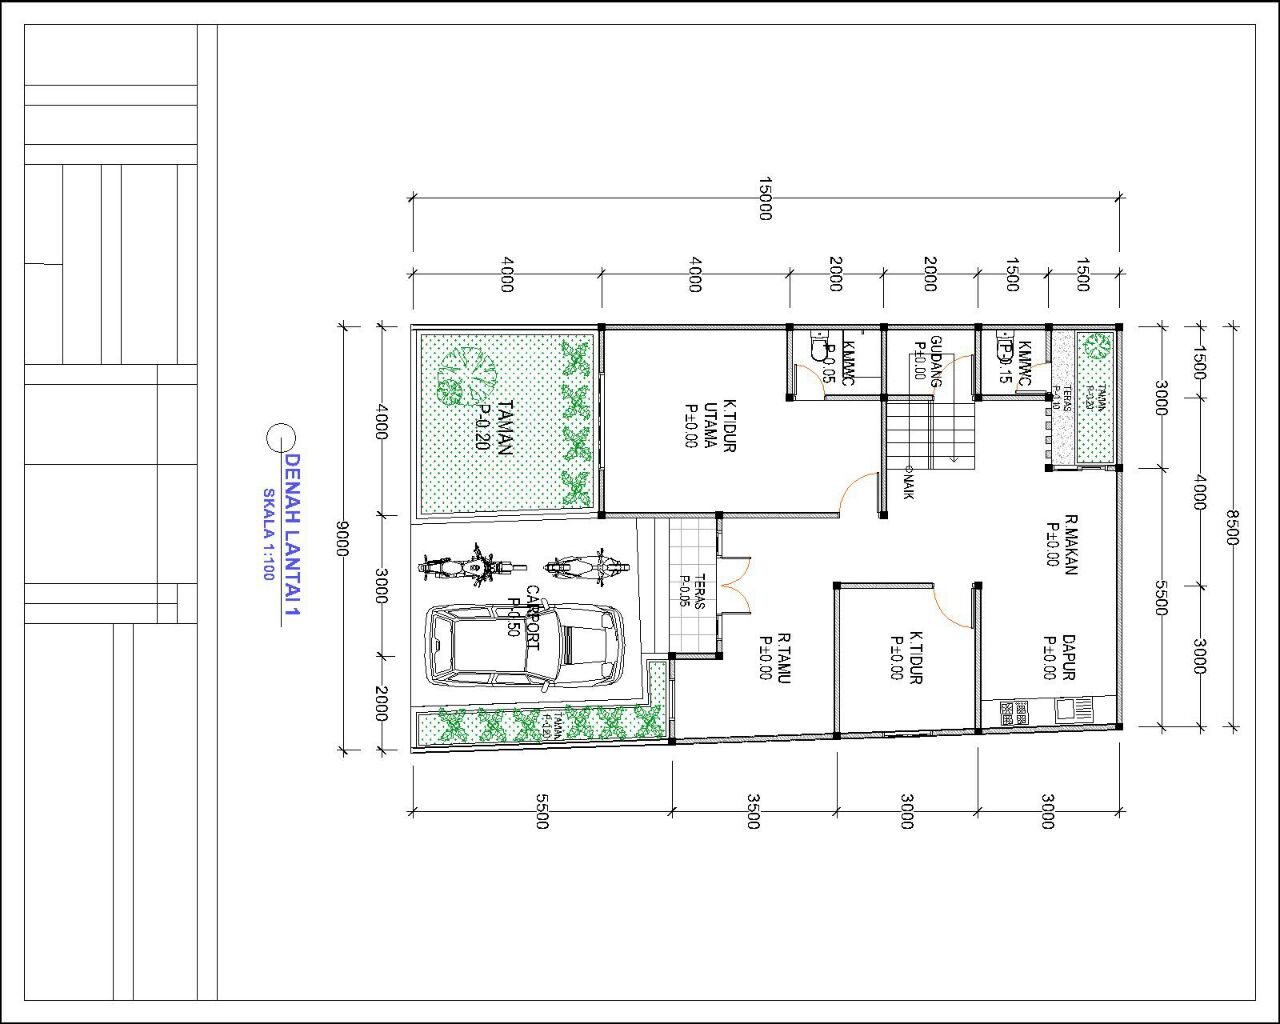 8500
1500
4000
3000
3000
5500
15000
1500
1500
2000
2000
4000
4000
TAMAN
P-0.20
TERAS
P-0.10
R.MAKAN
P±0.00
DAPUR
P±0.00
KM/WC
P-0.15
GUDANG
P±0.00
NAIK
K.TIDUR
P±0.00
KM/WC
P-0.05
R.TAMU
P±0.00
K.TIDUR
UTAMA
P±0.00
TERAS
P-0.05
TAMAN
P-0.20
CARPORT
P-0.50
TAMAN
P-0.20
3000
3000
3500
5500
4000
3000
2000
9000
DENAH LANTAI 1
SKALA 1:100